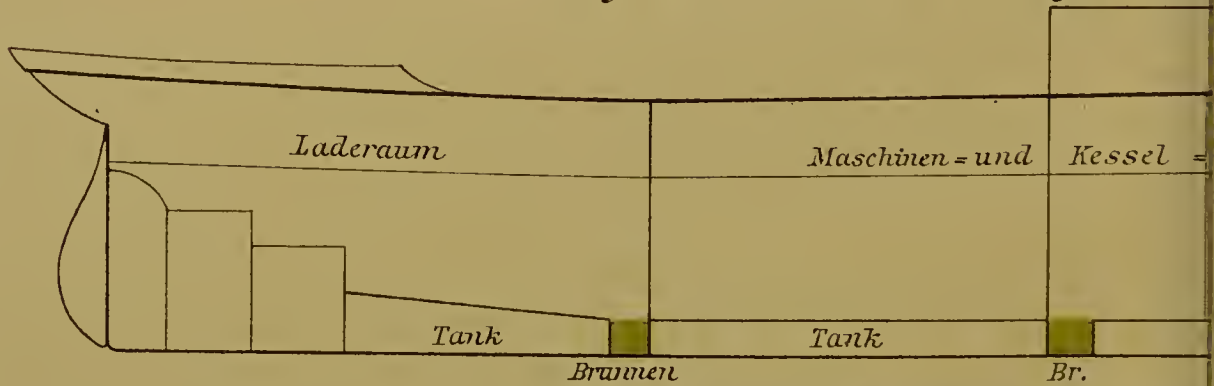 Laderaum
Maschinen = und Kessel =
Tank
Tank
Brunnen
Br.